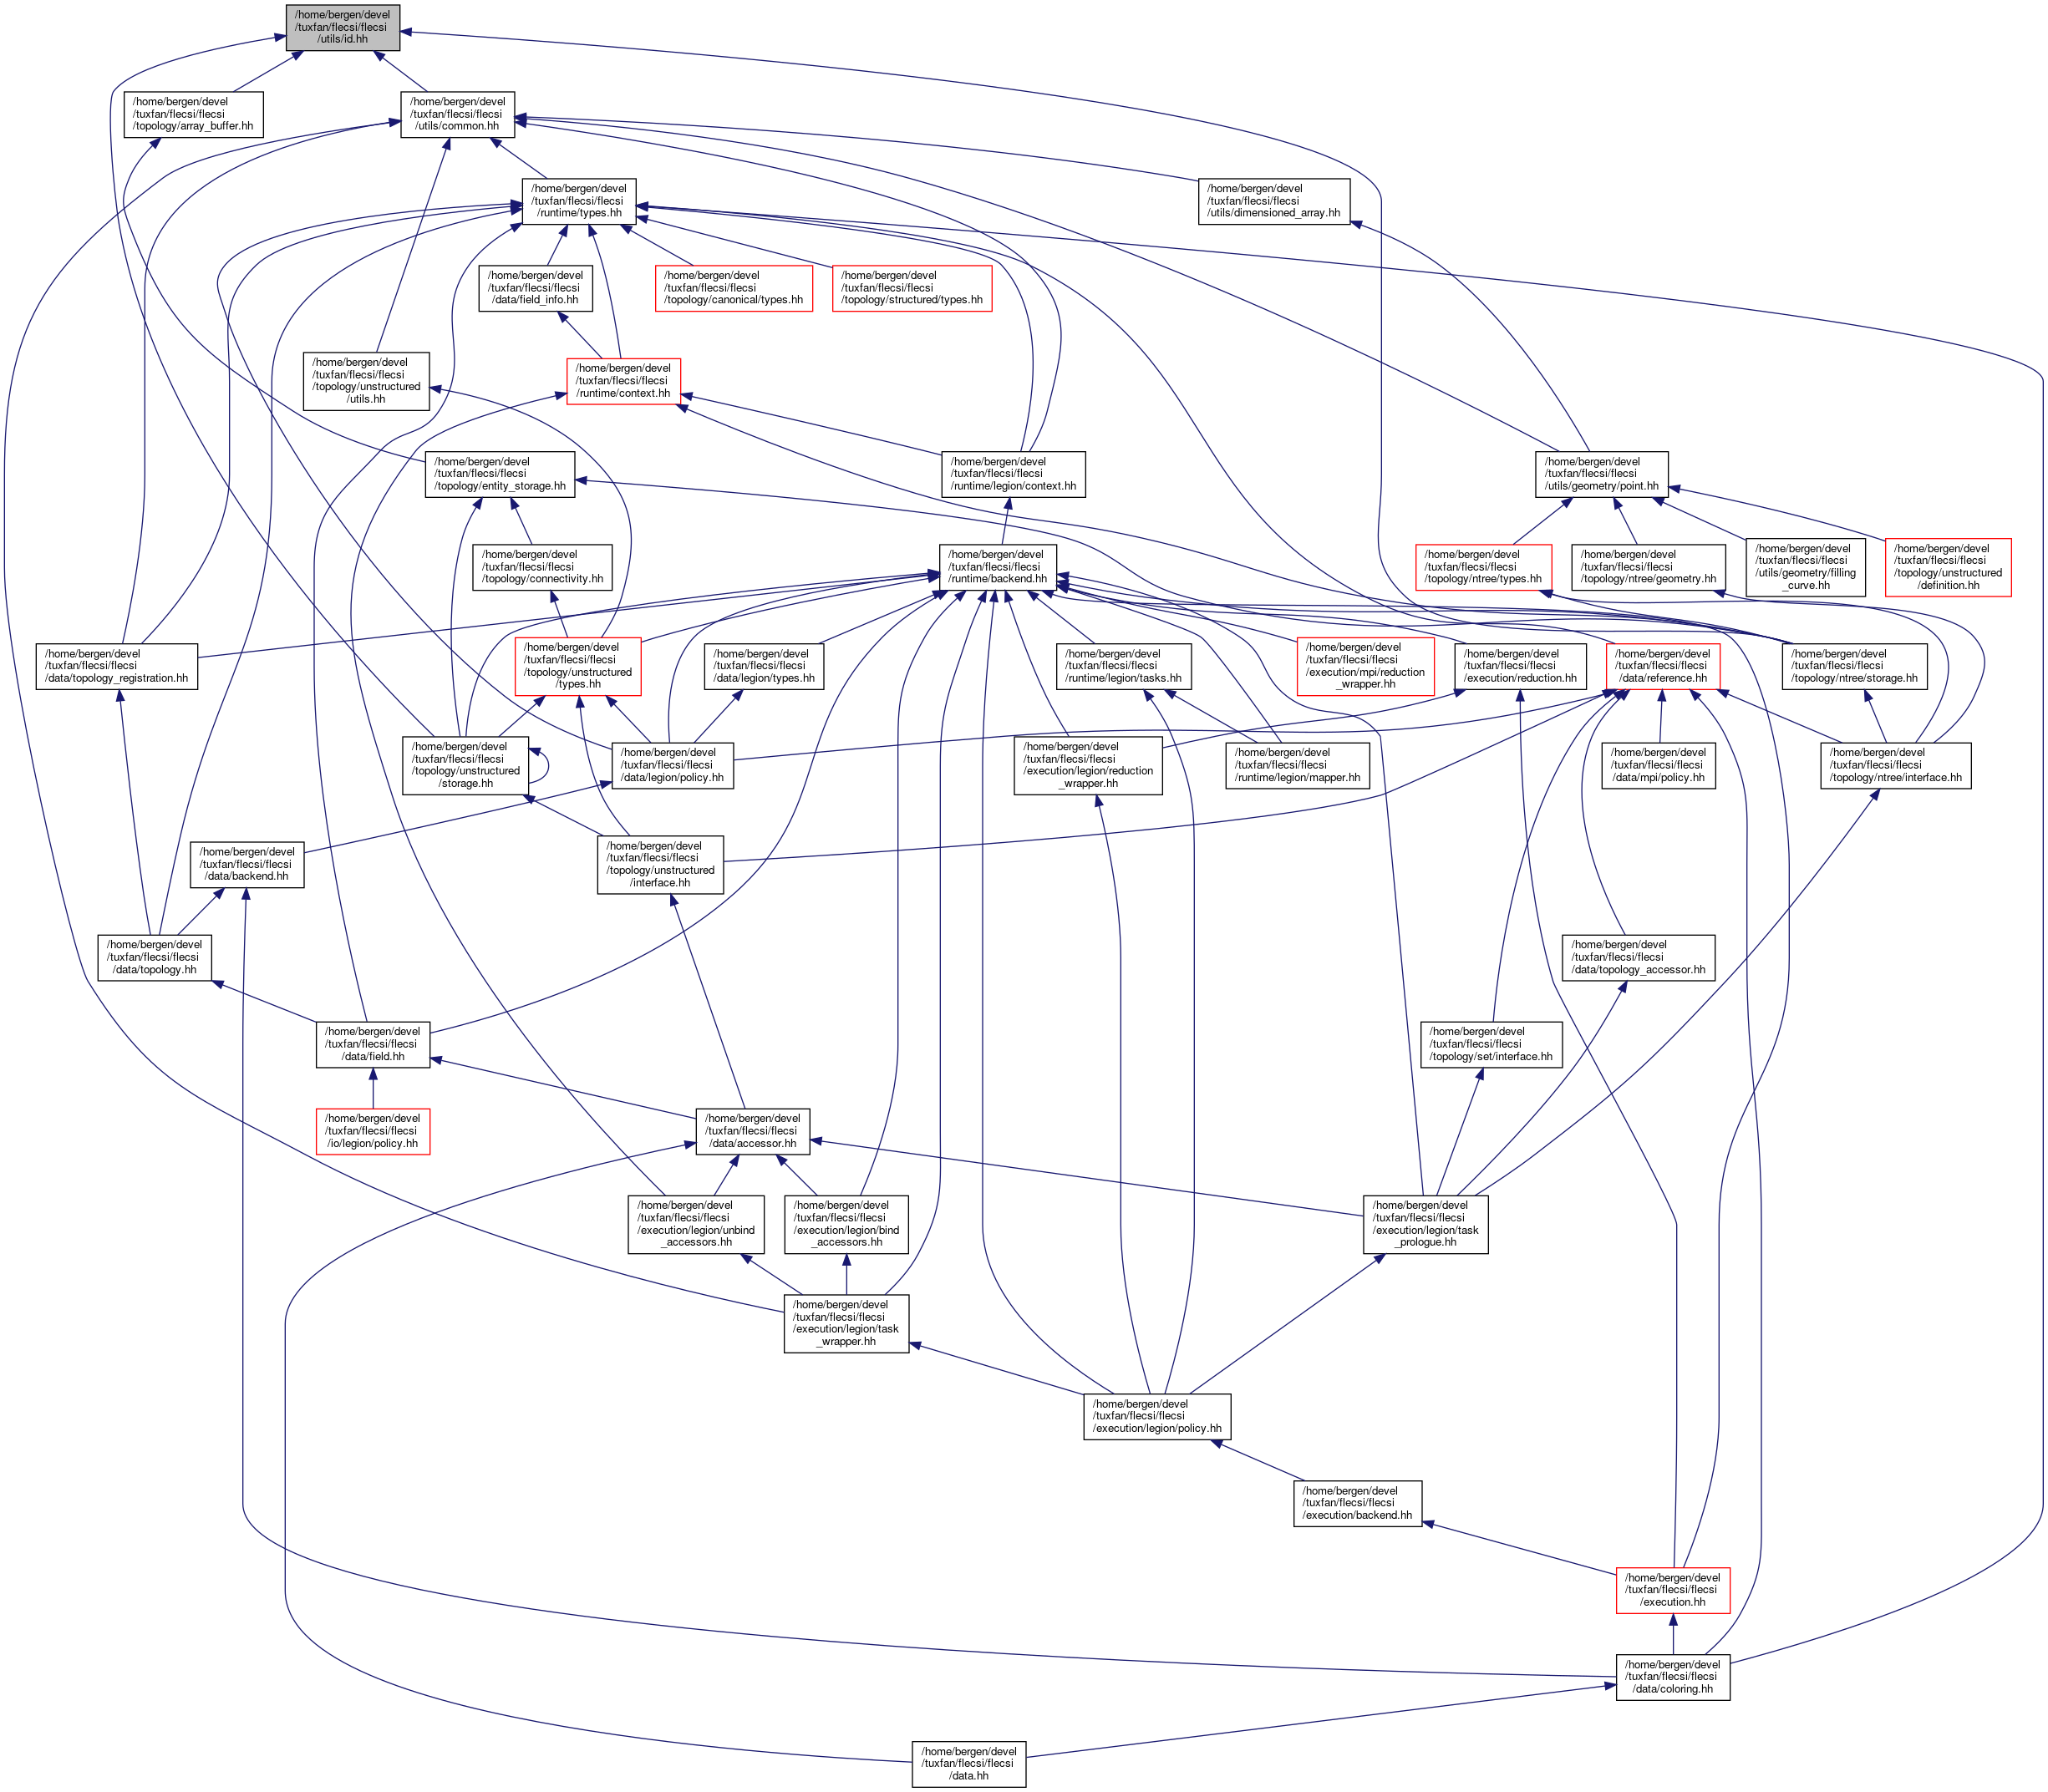 /home/bergen/devel
/tuxfan/flecsi/flecsi
/utils/id.hh
/home/bergen/devel
/tuxfan/flecsi/flecsi
/topology/array_buffer.hh
/home/bergen/devel
/tuxfan/flecsi/flecsi
/utils/common.hh
/home/bergen/devel
/tuxfan/flecsi/flecsi
/runtime/types.hh
/home/bergen/devel
/tuxfan/flecsi/flecsi
/utils/dimensioned_array.hh
/home/bergen/devel
/tuxfan/flecsi/flecsi
/data/field_info.hh
/home/bergen/devel
/tuxfan/flecsi/flecsi
/topology/canonical/types.hh
/home/bergen/devel
/tuxfan/flecsi/flecsi
/topology/structured/types.hh
/home/bergen/devel
/tuxfan/flecsi/flecsi
/topology/unstructured
/utils.hh
/home/bergen/devel
/tuxfan/flecsi/flecsi
/runtime/context.hh
/home/bergen/devel
/tuxfan/flecsi/flecsi
/topology/entity_storage.hh
/home/bergen/devel
/tuxfan/flecsi/flecsi
/runtime/legion/context.hh
/home/bergen/devel
/tuxfan/flecsi/flecsi
/utils/geometry/point.hh
/home/bergen/devel
/tuxfan/flecsi/flecsi
/topology/connectivity.hh
/home/bergen/devel
/tuxfan/flecsi/flecsi
/runtime/backend.hh
/home/bergen/devel
/tuxfan/flecsi/flecsi
/topology/ntree/types.hh
/home/bergen/devel
/tuxfan/flecsi/flecsi
/topology/ntree/geometry.hh
/home/bergen/devel
/tuxfan/flecsi/flecsi
/utils/geometry/filling
_curve.hh
/home/bergen/devel
/tuxfan/flecsi/flecsi
/topology/unstructured
/definition.hh
/home/bergen/devel
/tuxfan/flecsi/flecsi
/data/topology_registration.hh
/home/bergen/devel
/tuxfan/flecsi/flecsi
/topology/unstructured
/types.hh
/home/bergen/devel
/tuxfan/flecsi/flecsi
/data/legion/types.hh
/home/bergen/devel
/tuxfan/flecsi/flecsi
/runtime/legion/tasks.hh
/home/bergen/devel
/tuxfan/flecsi/flecsi
/execution/mpi/reduction
_wrapper.hh
/home/bergen/devel
/tuxfan/flecsi/flecsi
/execution/reduction.hh
/home/bergen/devel
/tuxfan/flecsi/flecsi
/data/reference.hh
/home/bergen/devel
/tuxfan/flecsi/flecsi
/topology/ntree/storage.hh
/home/bergen/devel
/tuxfan/flecsi/flecsi
/topology/unstructured
/storage.hh
/home/bergen/devel
/tuxfan/flecsi/flecsi
/data/legion/policy.hh
/home/bergen/devel
/tuxfan/flecsi/flecsi
/execution/legion/reduction
_wrapper.hh
/home/bergen/devel
/tuxfan/flecsi/flecsi
/runtime/legion/mapper.hh
/home/bergen/devel
/tuxfan/flecsi/flecsi
/data/mpi/policy.hh
/home/bergen/devel
/tuxfan/flecsi/flecsi
/topology/ntree/interface.hh
/home/bergen/devel
/tuxfan/flecsi/flecsi
/data/backend.hh
/home/bergen/devel
/tuxfan/flecsi/flecsi
/topology/unstructured
/interface.hh
/home/bergen/devel
/tuxfan/flecsi/flecsi
/data/topology.hh
/home/bergen/devel
/tuxfan/flecsi/flecsi
/data/topology_accessor.hh
/home/bergen/devel
/tuxfan/flecsi/flecsi
/data/field.hh
/home/bergen/devel
/tuxfan/flecsi/flecsi
/topology/set/interface.hh
/home/bergen/devel
/tuxfan/flecsi/flecsi
/io/legion/policy.hh
/home/bergen/devel
/tuxfan/flecsi/flecsi
/data/accessor.hh
/home/bergen/devel
/tuxfan/flecsi/flecsi
/execution/legion/unbind
_accessors.hh
/home/bergen/devel
/tuxfan/flecsi/flecsi
/execution/legion/bind
_accessors.hh
/home/bergen/devel
/tuxfan/flecsi/flecsi
/execution/legion/task
_prologue.hh
/home/bergen/devel
/tuxfan/flecsi/flecsi
/execution/legion/task
_wrapper.hh
/home/bergen/devel
/tuxfan/flecsi/flecsi
/execution/legion/policy.hh
/home/bergen/devel
/tuxfan/flecsi/flecsi
/execution/backend.hh
/home/bergen/devel
/tuxfan/flecsi/flecsi
/execution.hh
/home/bergen/devel
/tuxfan/flecsi/flecsi
/data/coloring.hh
/home/bergen/devel
/tuxfan/flecsi/flecsi
/data.hh